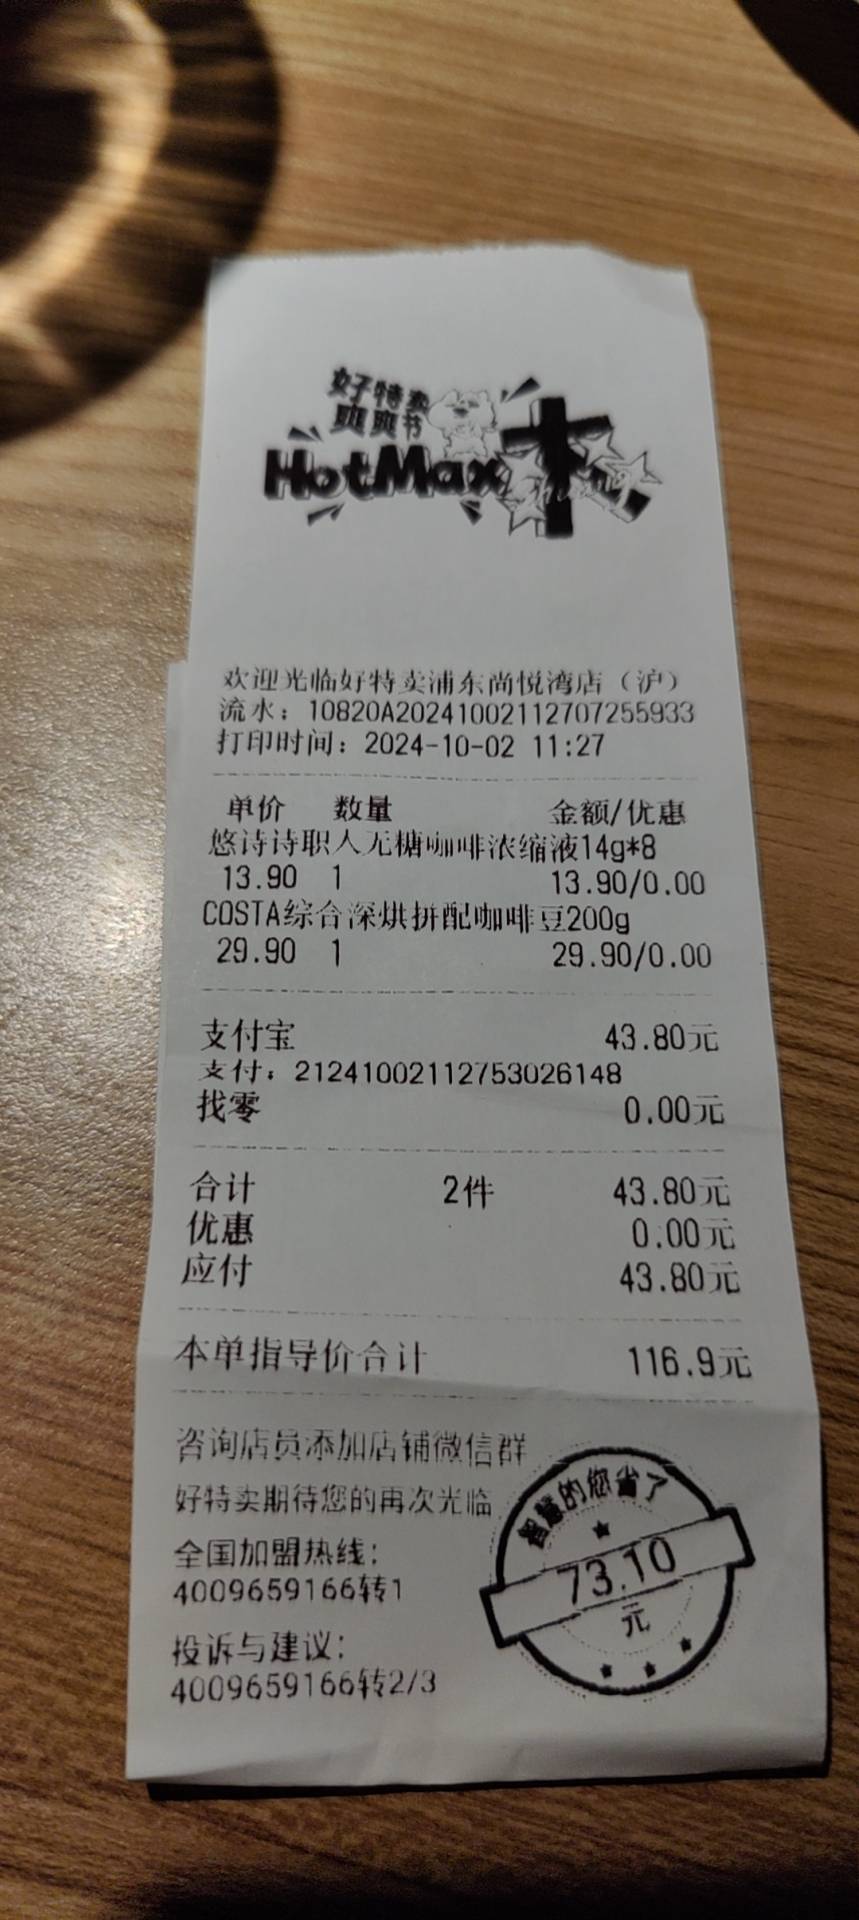 好特卖
爽爽节
HotMax
欢迎光临好特卖浦东尚悦湾店（沪）
流水：10820A20241002112707255933
打印时间：2024-10-02 11:27
单价 数量 金额/优惠
悠诗诗职人无糖咖啡浓缩液14g*8
13.90 1 13.90/0.00
COSTA综合深烘拼配咖啡豆200g
29.90 1 29.90/0.00
支付宝 43.80元
支付：21241002112753026148
找零 0.00元
合计 2件 43.80元
优惠 0.00元
应付 43.80元
本单指导价合计 116.9元
咨询店员添加店铺微信群
好特卖期待您的再次光临
全国加盟热线：
4009659166转1
投诉与建议：
4009659166转2/3
智慧的您省了
73.10
元